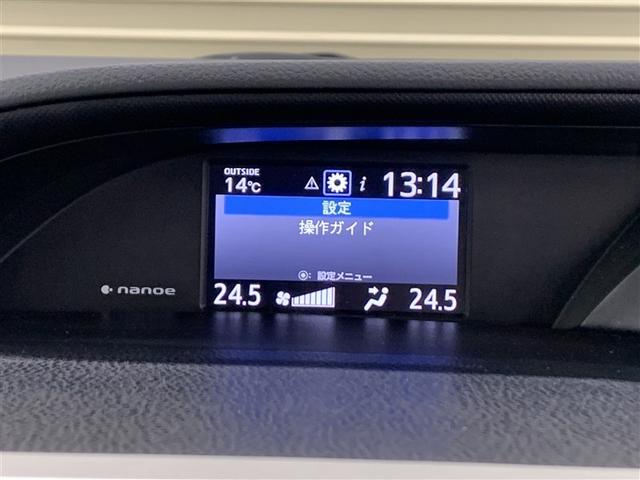 OUTSIDE
14℃ i 13:14
設定
操作ガイド
◉: 設定メニュー
nanoe
24.5 24.5